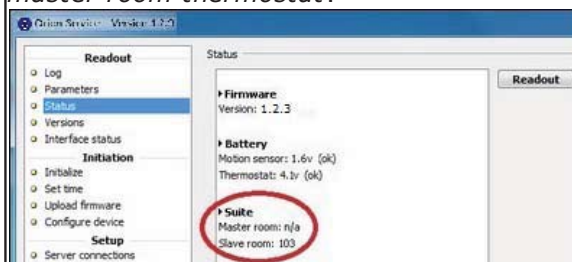 master room thermostat.
Orion Service - Version 1.2.9
Readout
Log
Parameters
Status
Versions
Interface status
Initiation
Initialize
Set time
Upload firmware
Configure device
Setup
Server connections
Status
Firmware
Version: 1.2.3
Battery
Motion sensor: 1.6v (ok)
Thermostat: 4.1v (ok)
Suite
Master room: n/a
Slave room: 103
Readout